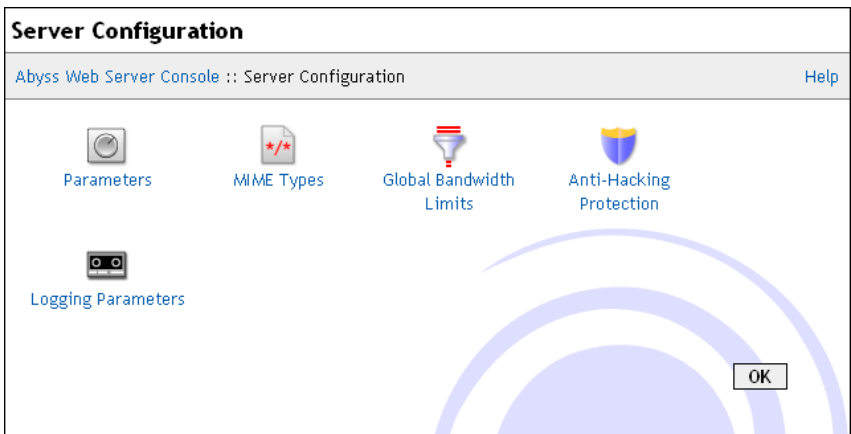 Server Configuration
Abyss Web Server Console :: Server Configuration
Help
Parameters
*/*
MIME Types
Global Bandwidth
Limits
Anti-Hacking
Protection
Logging Parameters
OK